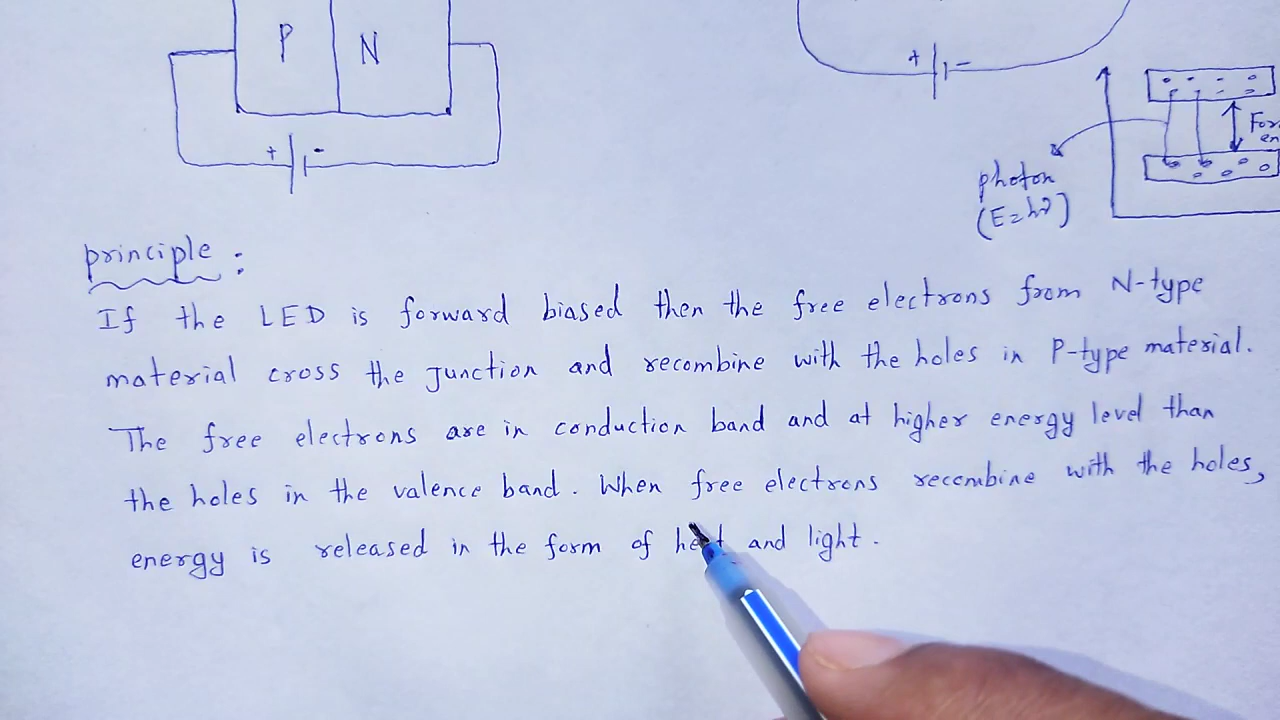 P N
+ -
+ -
For
en
photon
(E=hν)
principle :
If the LED is forward biased then the free electrons from N-type
material cross the junction and recombine with the holes in P-type material.
The free electrons are in conduction band and at higher energy level than
the holes in the valence band. When free electrons recombine with the holes,
energy is released in the form of heat and light.